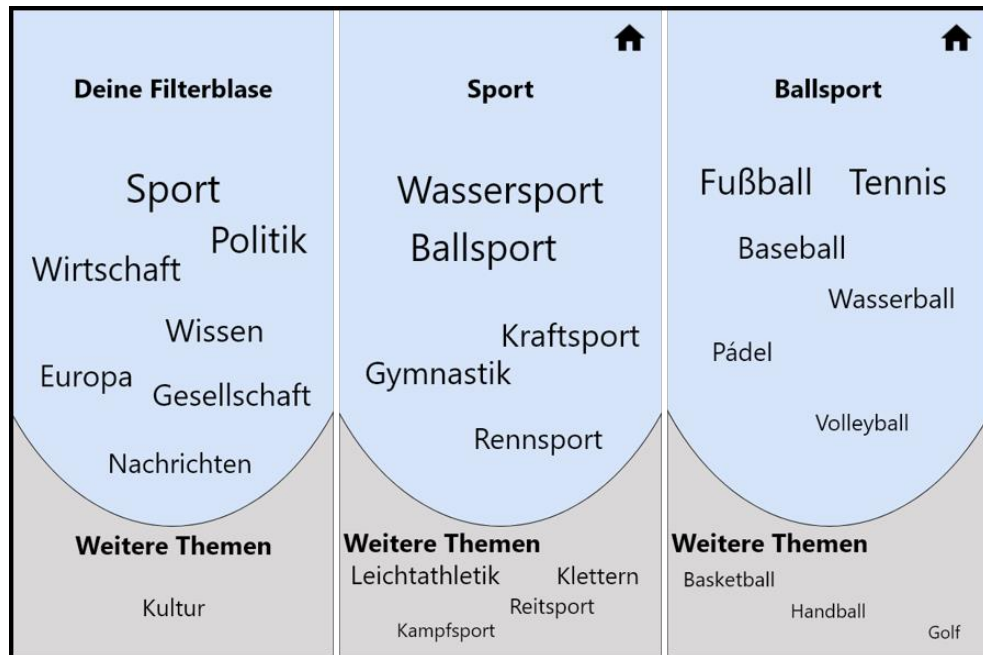 Deine Filterblase
Sport
Politik
Wirtschaft
Wissen
Europa
Gesellschaft
Nachrichten
Weitere Themen
Kultur
Sport
Wassersport
Ballsport
Kraftsport
Gymnastik
Rennsport
Weitere Themen
Leichtathletik Klettern
Reitsport
Kampfsport
Ballsport
Fußball Tennis
Baseball
Wasserball
Pádel
Volleyball
Weitere Themen
Basketball
Handball
Golf